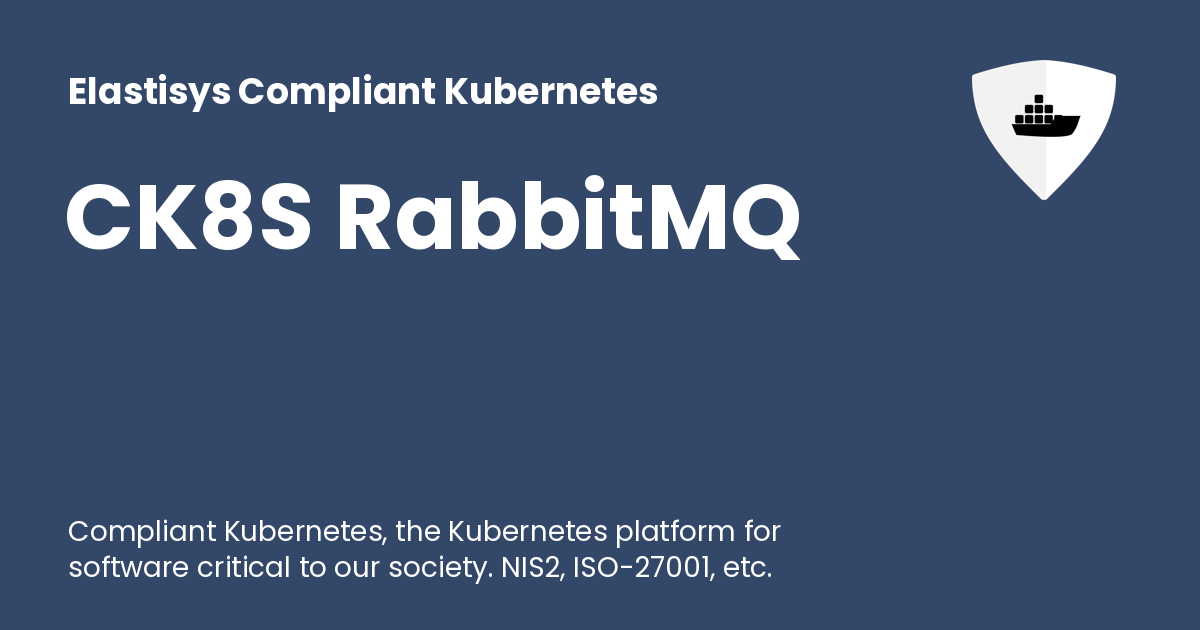 Elastisys Compliant Kubernetes
CK8S RabbitMQ
Compliant Kubernetes, the Kubernetes platform for
software critical to our society. NIS2, ISO-27001, etc.